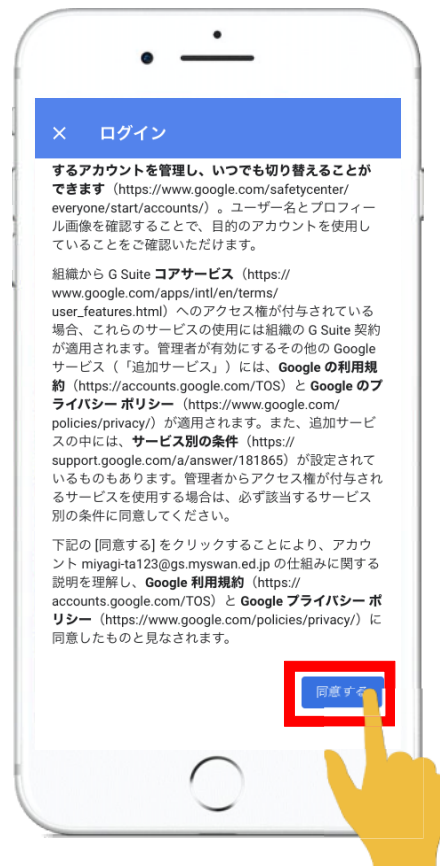 × ログイン
するアカウントを管理し、いつでも切り替えることが
できます（https://www.google.com/safetycenter/
everyone/start/accounts/）。ユーザー名とプロフィー
ル画像を確認することで、目的のアカウントを使用し
ていることをご確認いただけます。
組織から G Suite コアサービス（https://
www.google.com/apps/intl/en/terms/
user_features.html）へのアクセス権が付与されている
場合、これらのサービスの使用には組織の G Suite 契約
が適用されます。管理者が有効にするその他の Google
サービス（「追加サービス」）には、Google の利用規
約（https://accounts.google.com/TOS）と Google のプ
ライバシー ポリシー（https://www.google.com/
policies/privacy/）が適用されます。また、追加サービ
スの中には、サービス別の条件（https://
support.google.com/a/answer/181865）が設定されて
いるものもあります。管理者からアクセス権が付与され
るサービスを使用する場合は、必ず該当するサービス
別の条件に同意してください。
下記の [同意する] をクリックすることにより、アカウ
ント miyagi-ta123@gs.myswan.ed.jp の仕組みに関する
説明を理解し、Google 利用規約（https://
accounts.google.com/TOS）と Google プライバシー ポ
リシー（https://www.google.com/policies/privacy/）に
同意したものと見なされます。
同意する